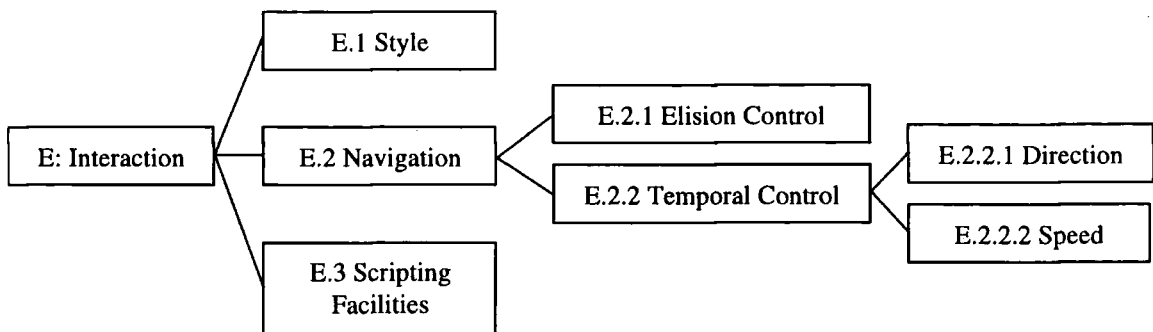 E: Interaction
E.1 Style
E.2 Navigation
E.3 Scripting
Facilities
E.2.1 Elision Control
E.2.2 Temporal Control
E.2.2.1 Direction
E.2.2.2 Speed